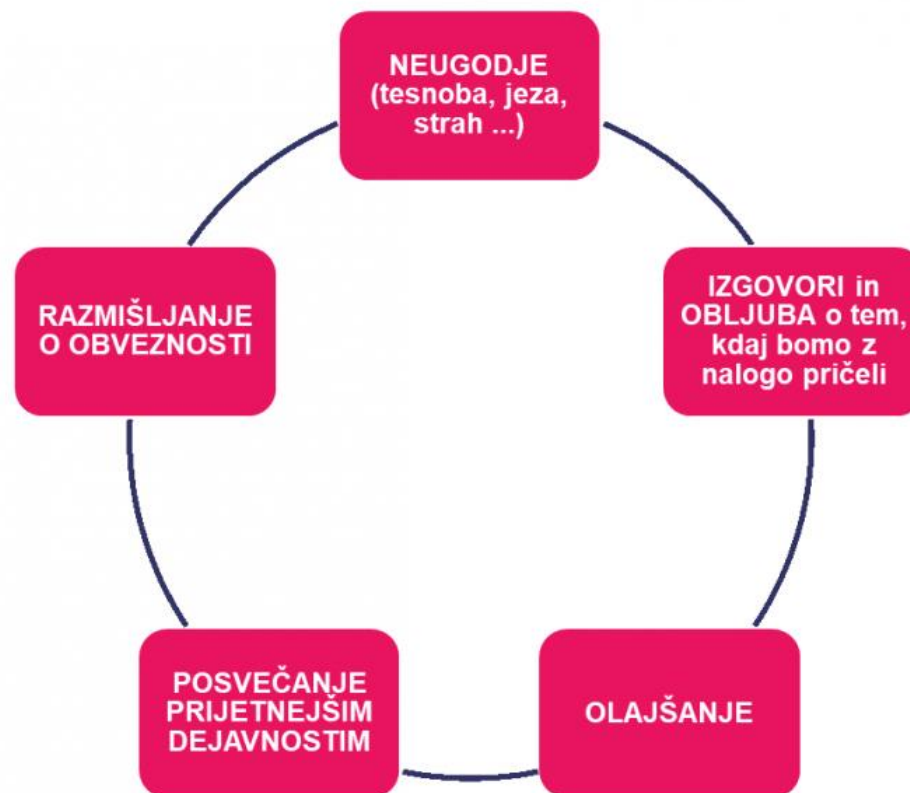 NEUGODJE
(tesnoba, jeza,
strah ...)
IZGOVORI in
OBLJUBA o tem,
kdaj bomo z
nalogo pričeli
OLAJŠANJE
POSVEČANJE
PRIJETNEJŠIM
DEJAVNOSTIM
RAZMIŠLJANJE
O OBVEZNOSTI